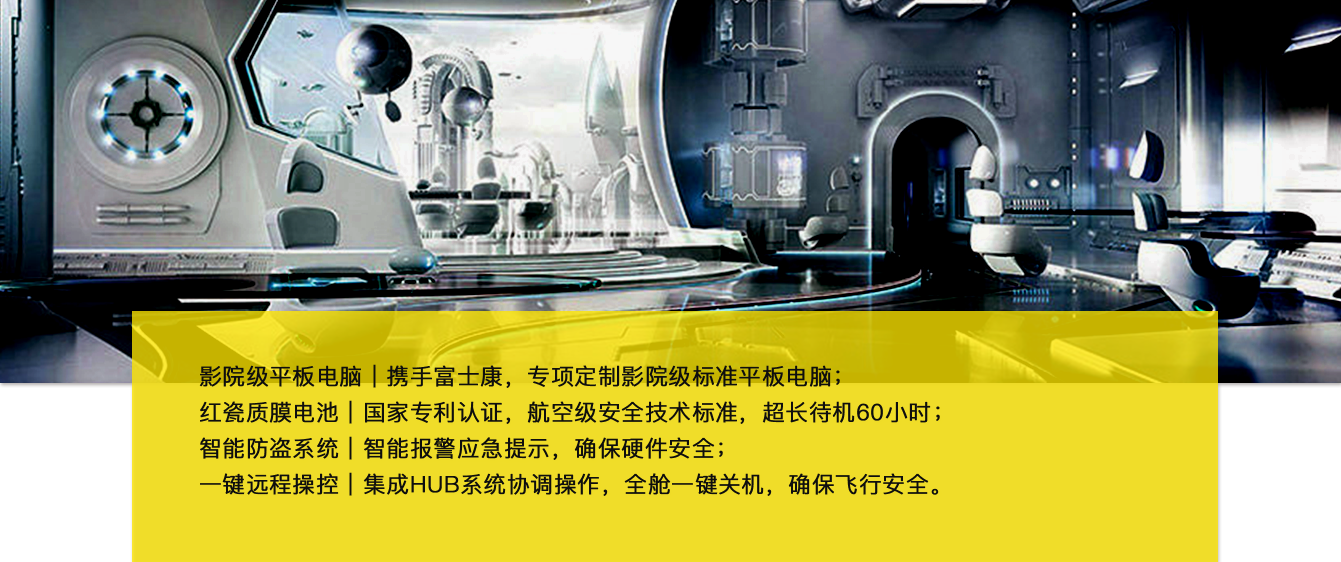 影院级平板电脑｜携手富士康，专项定制影院级标准平板电脑；
红瓷质膜电池｜国家专利认证，航空级安全技术标准，超长待机60小时；
智能防盗系统｜智能报警应急提示，确保硬件安全；
一键远程操控｜集成HUB系统协调操作，全舱一键关机，确保飞行安全。